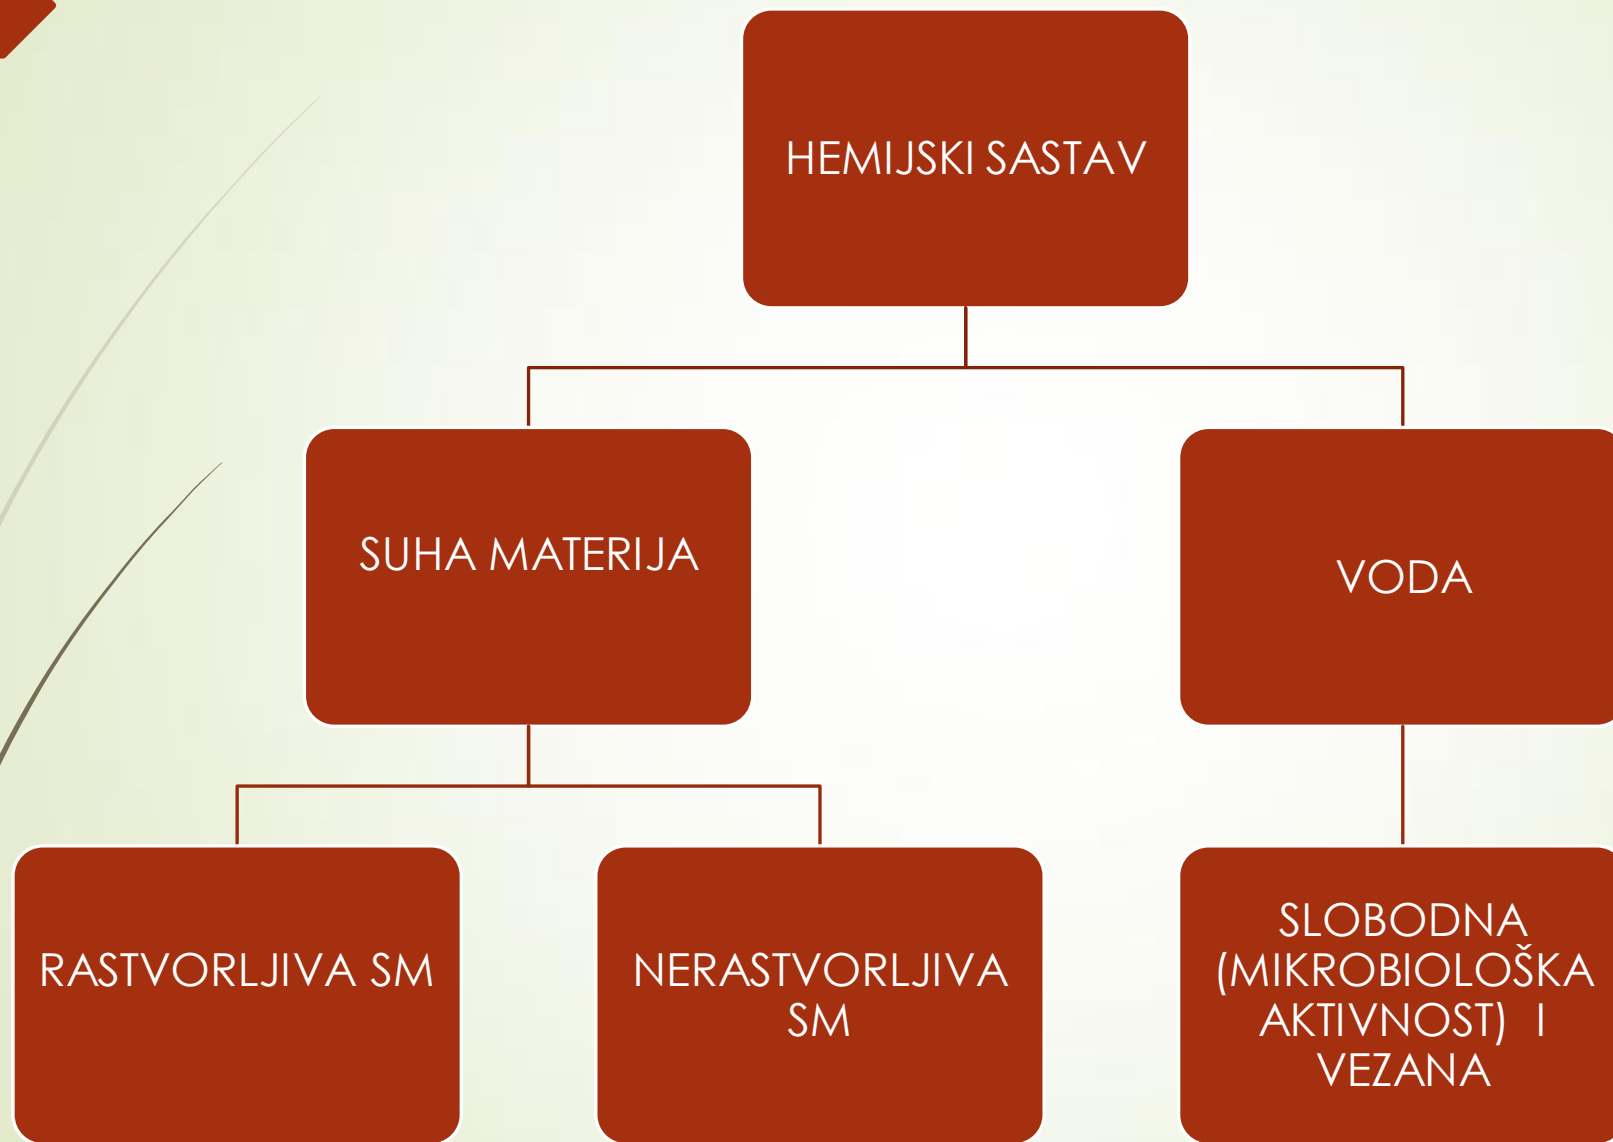 HEMIJSKI SASTAV
SUHA MATERIJA
VODA
RASTVORLJIVA SM
NERASTVORLJIVA
SM
SLOBODNA
(MIKROBIOLOŠKA
AKTIVNOST) I
VEZANA